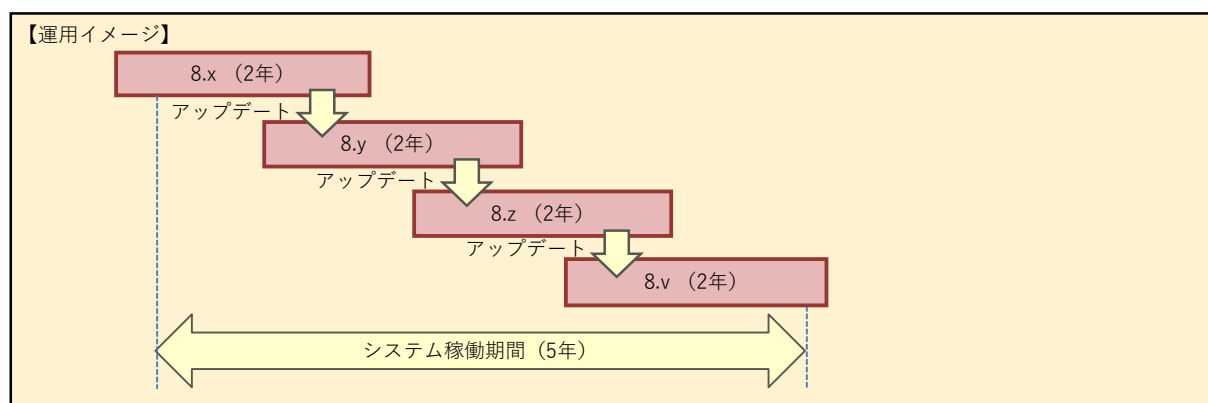 【運用イメージ】
8.x （2年）
アップデート
8.y （2年）
アップデート
8.z （2年）
アップデート
8.v （2年）
システム稼働期間（5年）